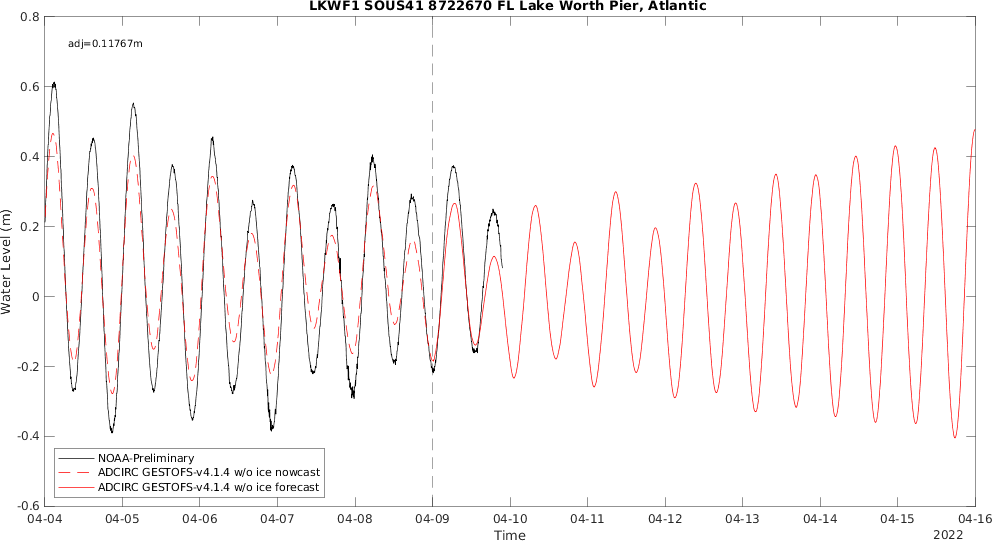 LKWF1 SOUS41 8722670 FL Lake Worth Pier, Atlantic
adj=0.11767m
0.8
0.6
0.4
0.2
0
-0.2
-0.4
-0.6
Water Level (m)
NOAA-Preliminary
ADCIRC GESTOFS-v4.1.4 w/o ice nowcast
ADCIRC GESTOFS-v4.1.4 w/o ice forecast
04-04 04-05 04-06 04-07 04-08 04-09 04-10 04-11 04-12 04-13 04-14 04-15 04-16
Time
2022